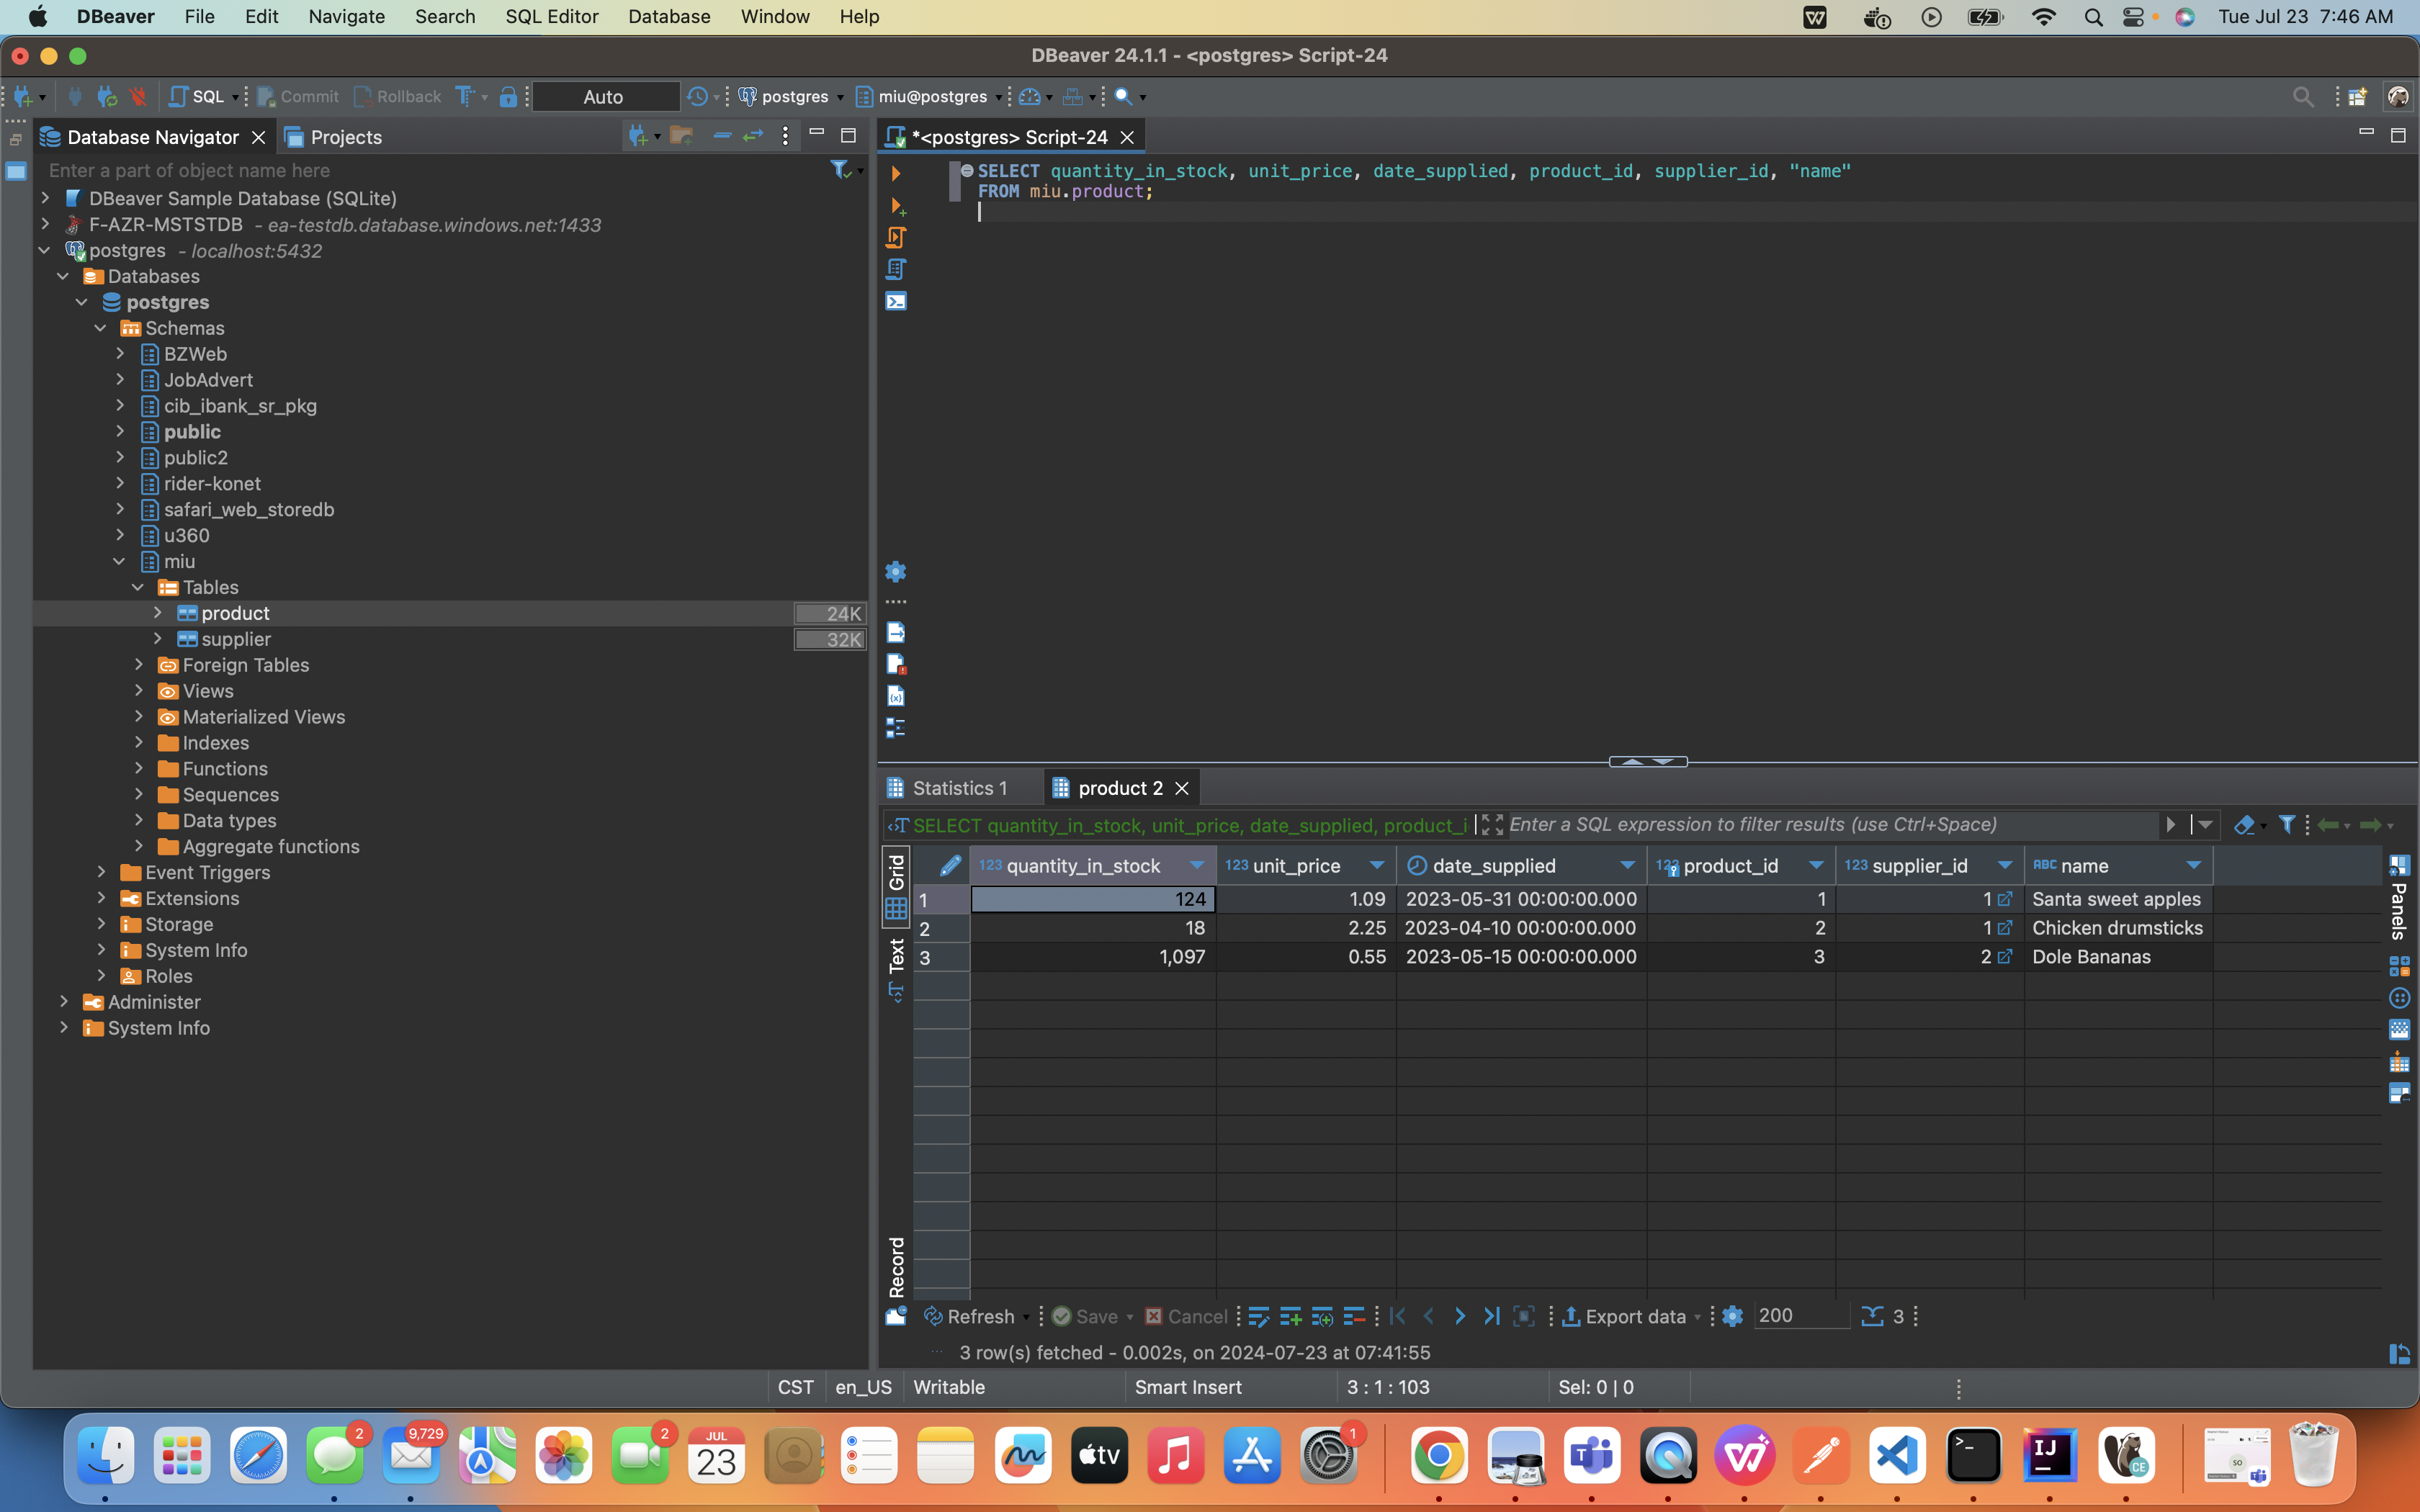 DBeaver File Edit Navigate Search SQL Editor Database Window Help Tue Jul 23 7:46 AM
DBeaver 24.1.1 - <postgres> Script-24
SQL Commit Rollback Auto postgres miu@postgres
Database Navigator Projects
Enter a part of object name here
DBeaver Sample Database (SQLite)
F-AZR-MSTSTDB - ea-testdb.database.windows.net:1433
postgres - localhost:5432
Databases
postgres
Schemas
BZWeb
JobAdvert
cib_ibank_sr_pkg
public
public2
rider-konet
safari_web_storedb
u360
miu
Tables
product 24K
supplier 32K
Foreign Tables
Views
Materialized Views
Indexes
Functions
Sequences
Data types
Aggregate functions
Event Triggers
Extensions
Storage
System Info
Roles
Administer
System Info
*<postgres> Script-24
SELECT quantity_in_stock, unit_price, date_supplied, product_id, supplier_id, "name"
FROM miu.product;
Statistics 1 product 2
SELECT quantity_in_stock, unit_price, date_supplied, product_i Enter a SQL expression to filter results (use Ctrl+Space)
Grid
Text
Record
123 quantity_in_stock 123 unit_price date_supplied 123 product_id 123 supplier_id ABC name
1 124 1.09 2023-05-31 00:00:00.000 1 1 Santa sweet apples
2 18 2.25 2023-04-10 00:00:00.000 2 1 Chicken drumsticks
3 1,097 0.55 2023-05-15 00:00:00.000 3 2 Dole Bananas
Panels
Refresh Save Cancel Export data 200 3
3 row(s) fetched - 0.002s, on 2024-07-23 at 07:41:55
CST en_US Writable Smart Insert 3 : 1 : 103 Sel: 0 | 0
2 9,729 2 JUL 23 tv 1 >_ IJ CE